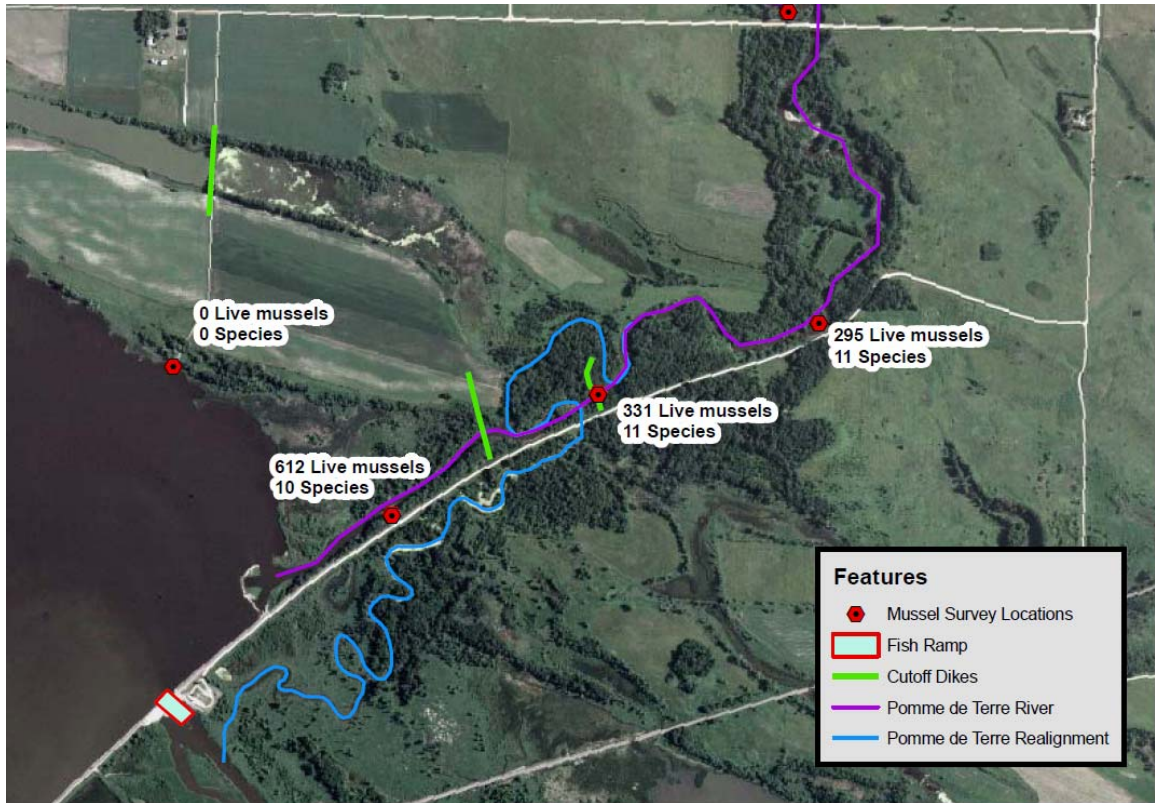 0 Live mussels
0 Species
295 Live mussels
11 Species
331 Live mussels
11 Species
612 Live mussels
10 Species
Features
Mussel Survey Locations
Fish Ramp
Cutoff Dikes
Pomme de Terre River
Pomme de Terre Realignment